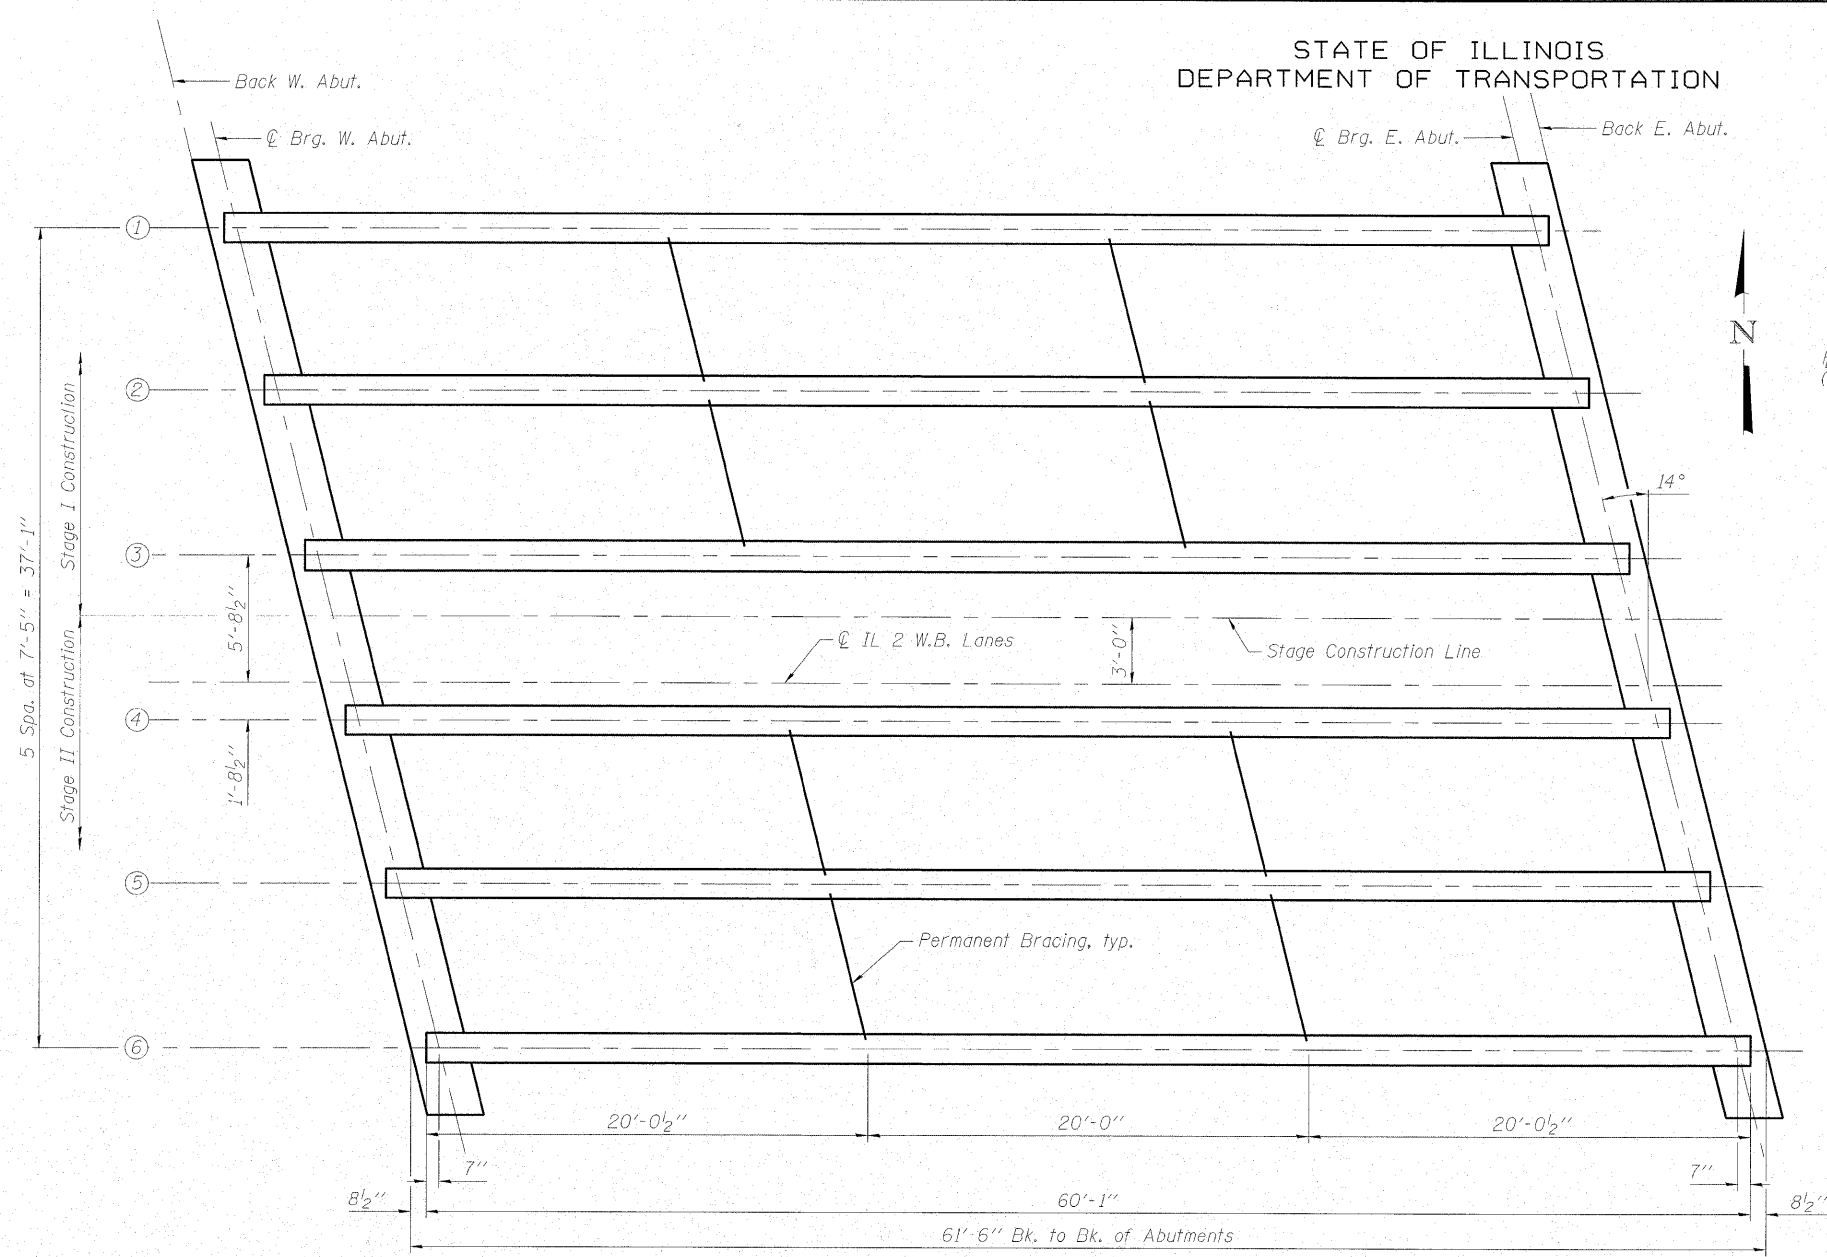 STATE OF ILLINOIS
DEPARTMENT OF TRANSPORTATION
Back W. Abut.
℄ Brg. W. Abut.
℄ Brg. E. Abut.
Back E. Abut.
1
2
3
4
5
6
N
14°
5 Spa. at 7'-5" = 37'-1"
Stage I Construction
Stage II Construction
5'-8½"
1'-8½"
℄ IL 2 W.B. Lanes
3'-0"
Stage Construction Line
Permanent Bracing, typ.
20'-0½"
20'-0"
20'-0½"
7"
7"
8½"
60'-1"
8½"
61'-6" Bk. to Bk. of Abutments